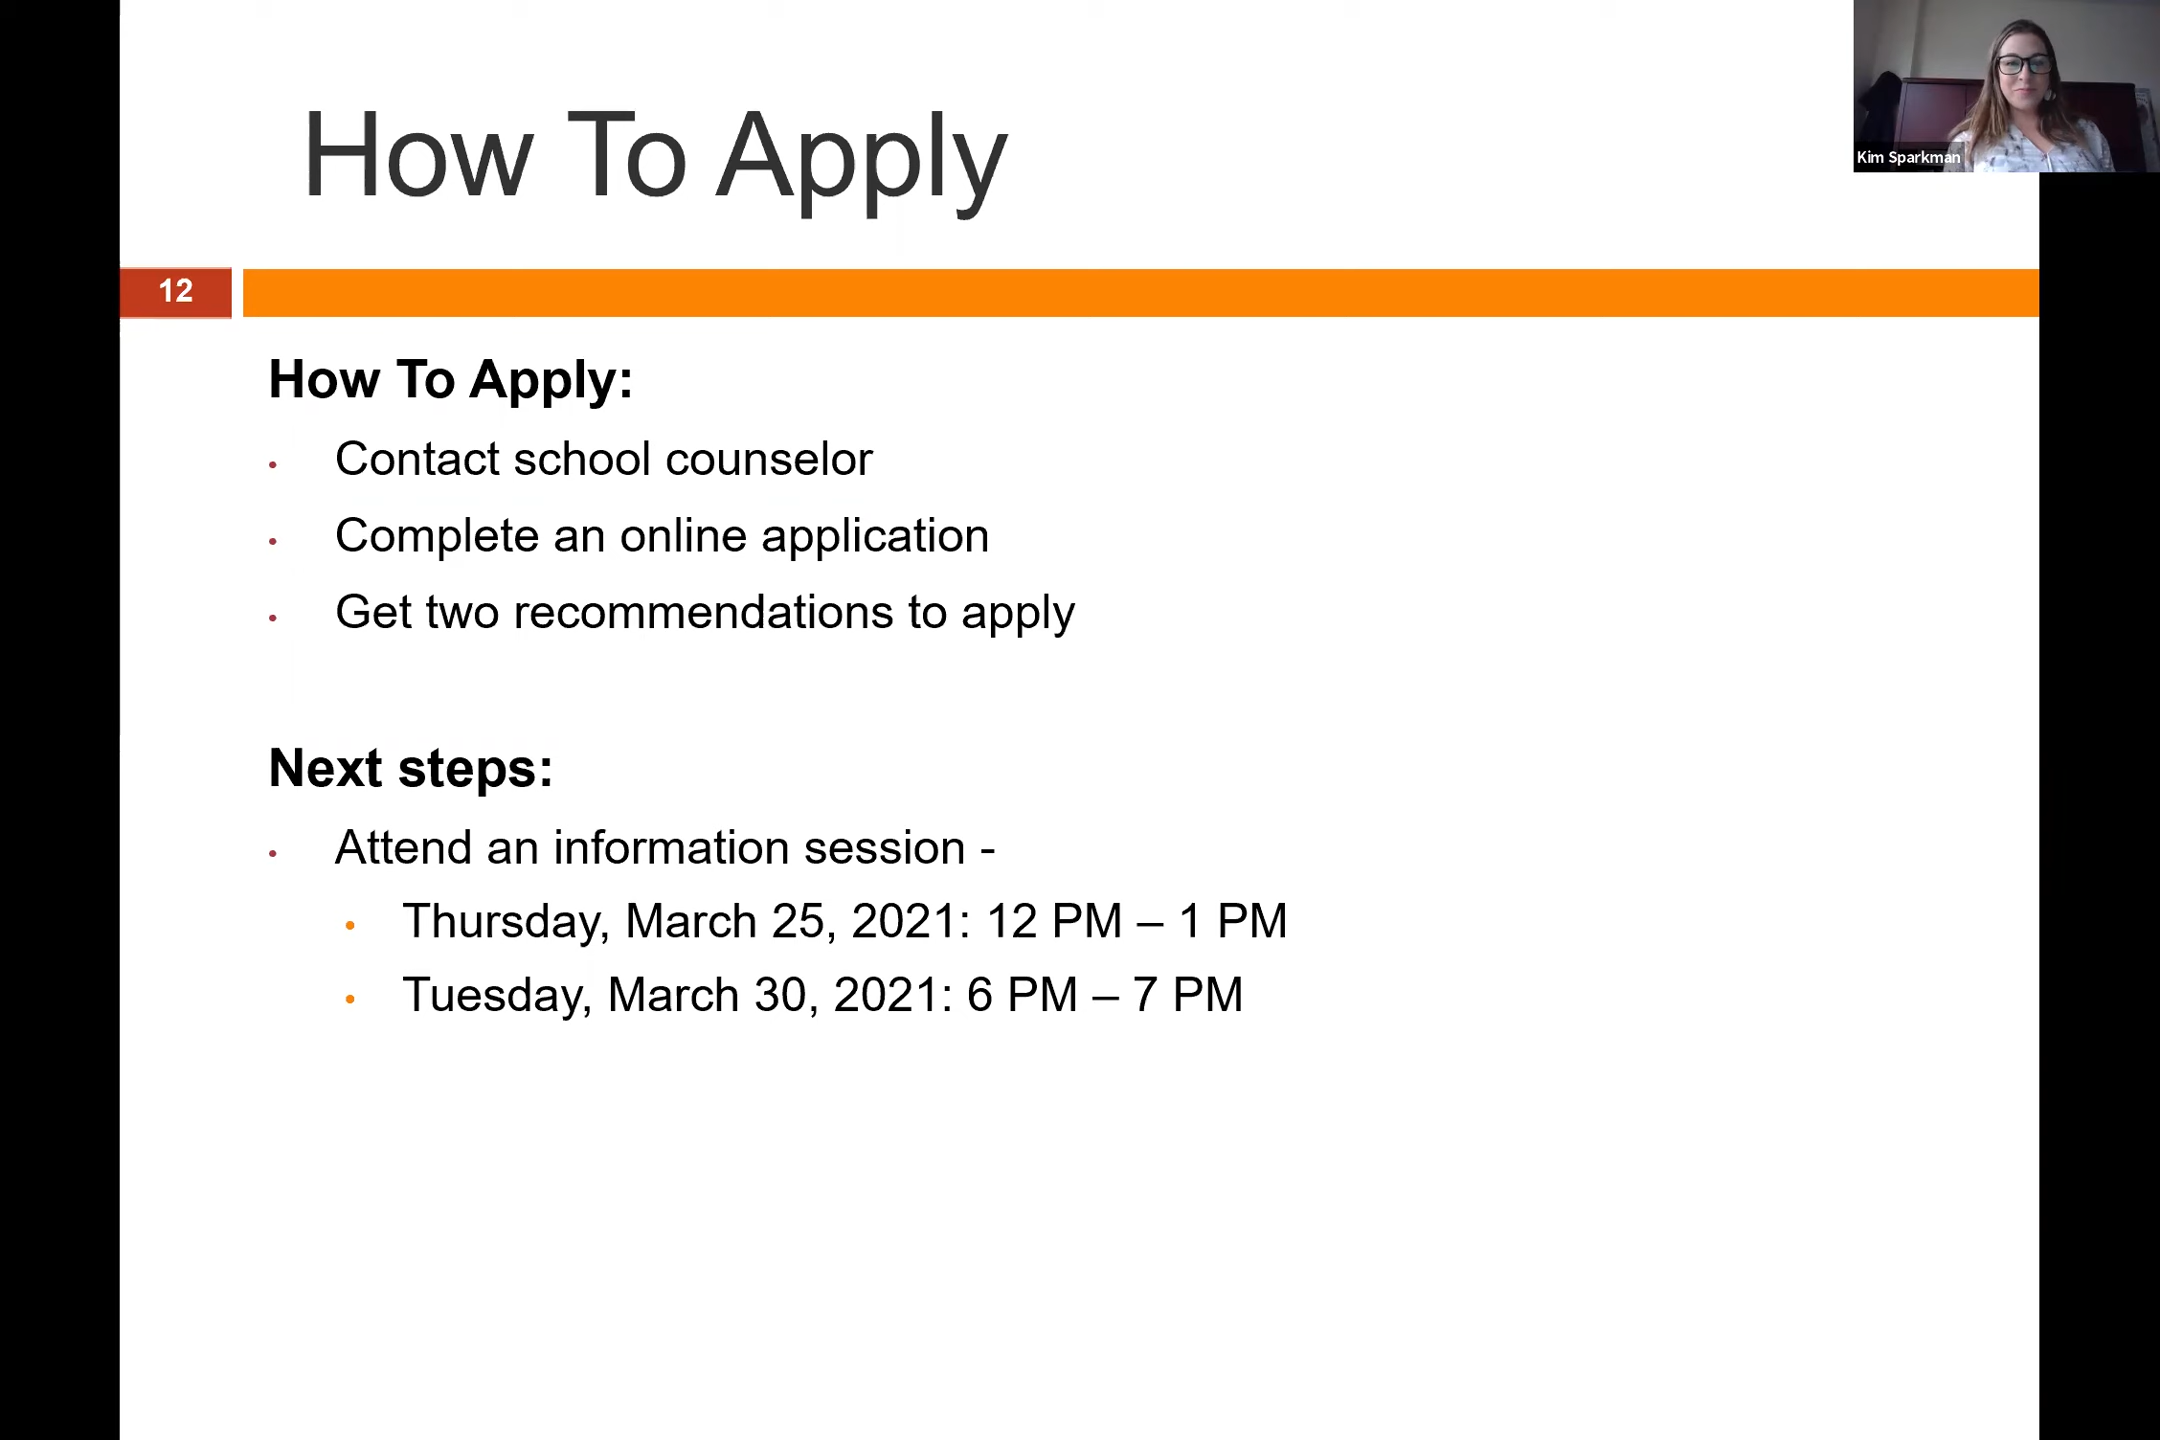 How To Apply
Kim Sparkman
12
How To Apply:
• Contact school counselor
• Complete an online application
• Get two recommendations to apply
Next steps:
• Attend an information session -
• Thursday, March 25, 2021: 12 PM – 1 PM
• Tuesday, March 30, 2021: 6 PM – 7 PM